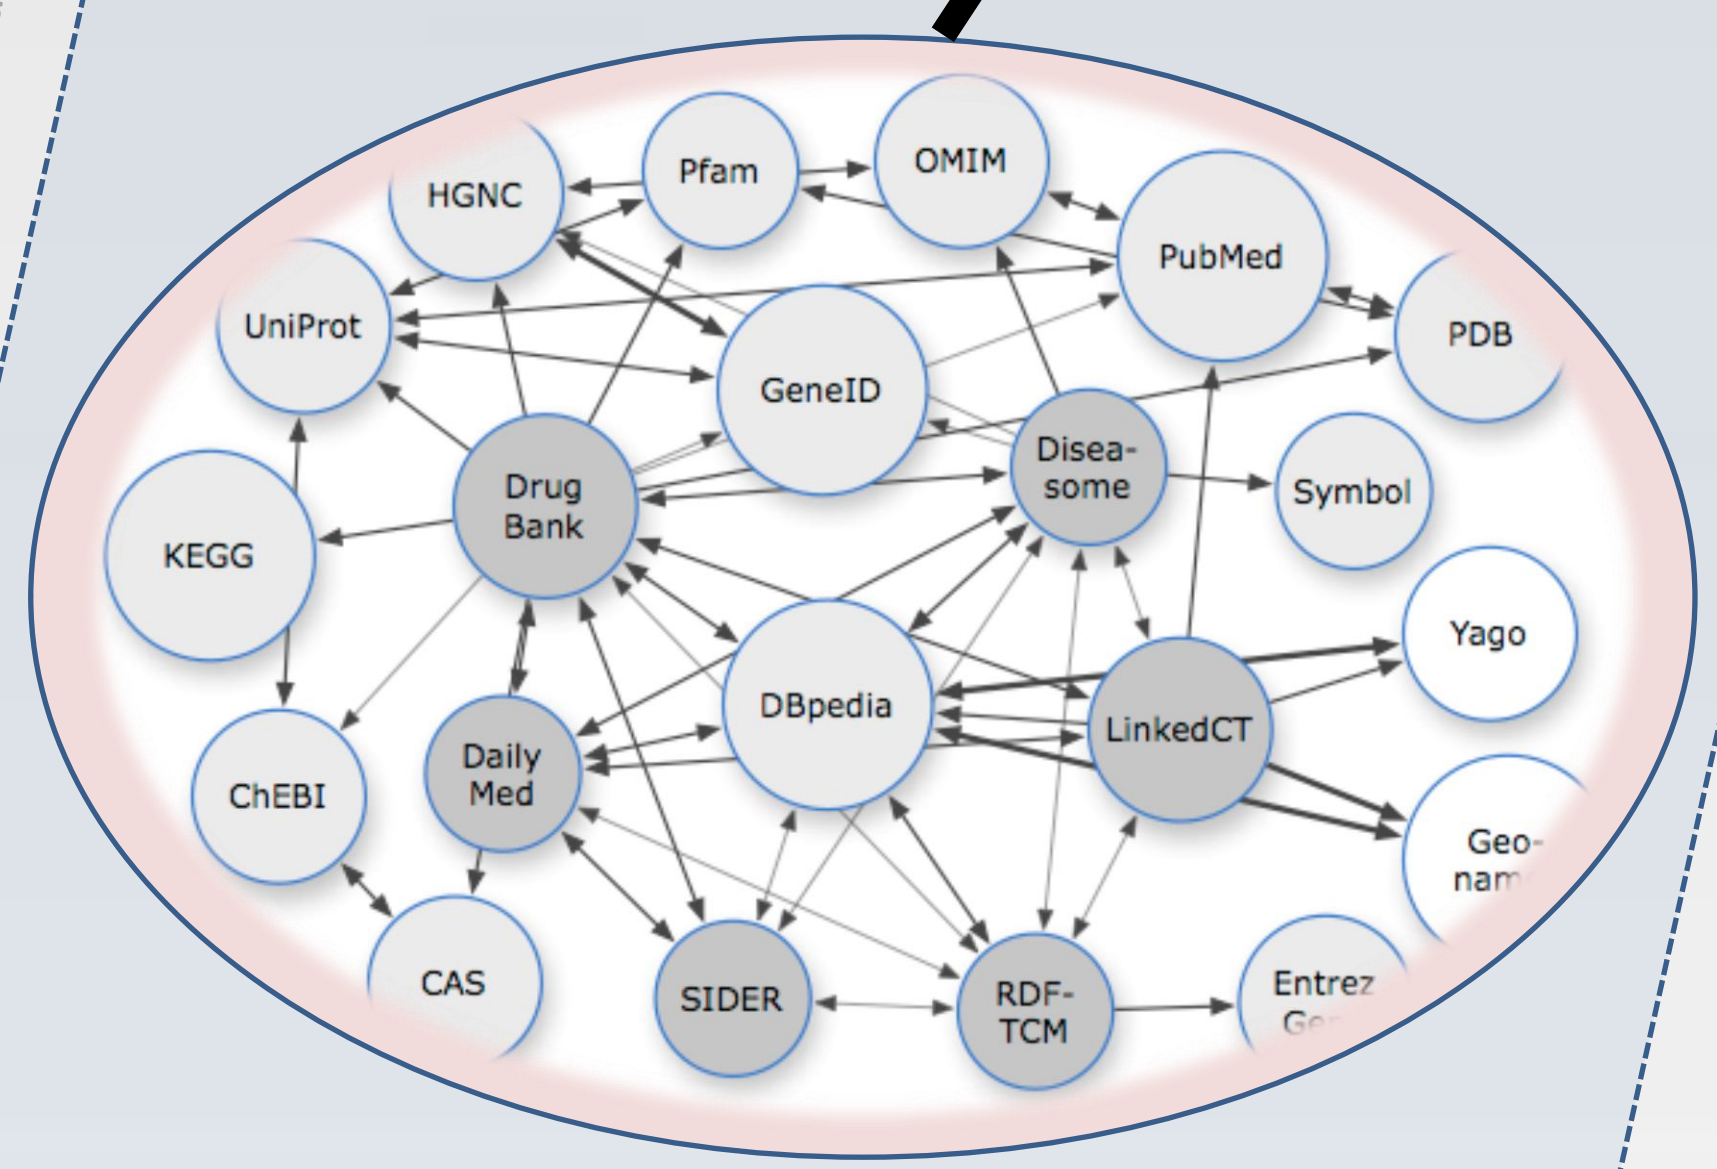 HGNC
Pfam
OMIM
PubMed
UniProt
PDB
GeneID
Disea-
some
Symbol
Drug
Bank
KEGG
Yago
DBpedia
LinkedCT
Daily
Med
ChEBI
Geo-
CAS
SIDER
RDF-
TCM
Entrez